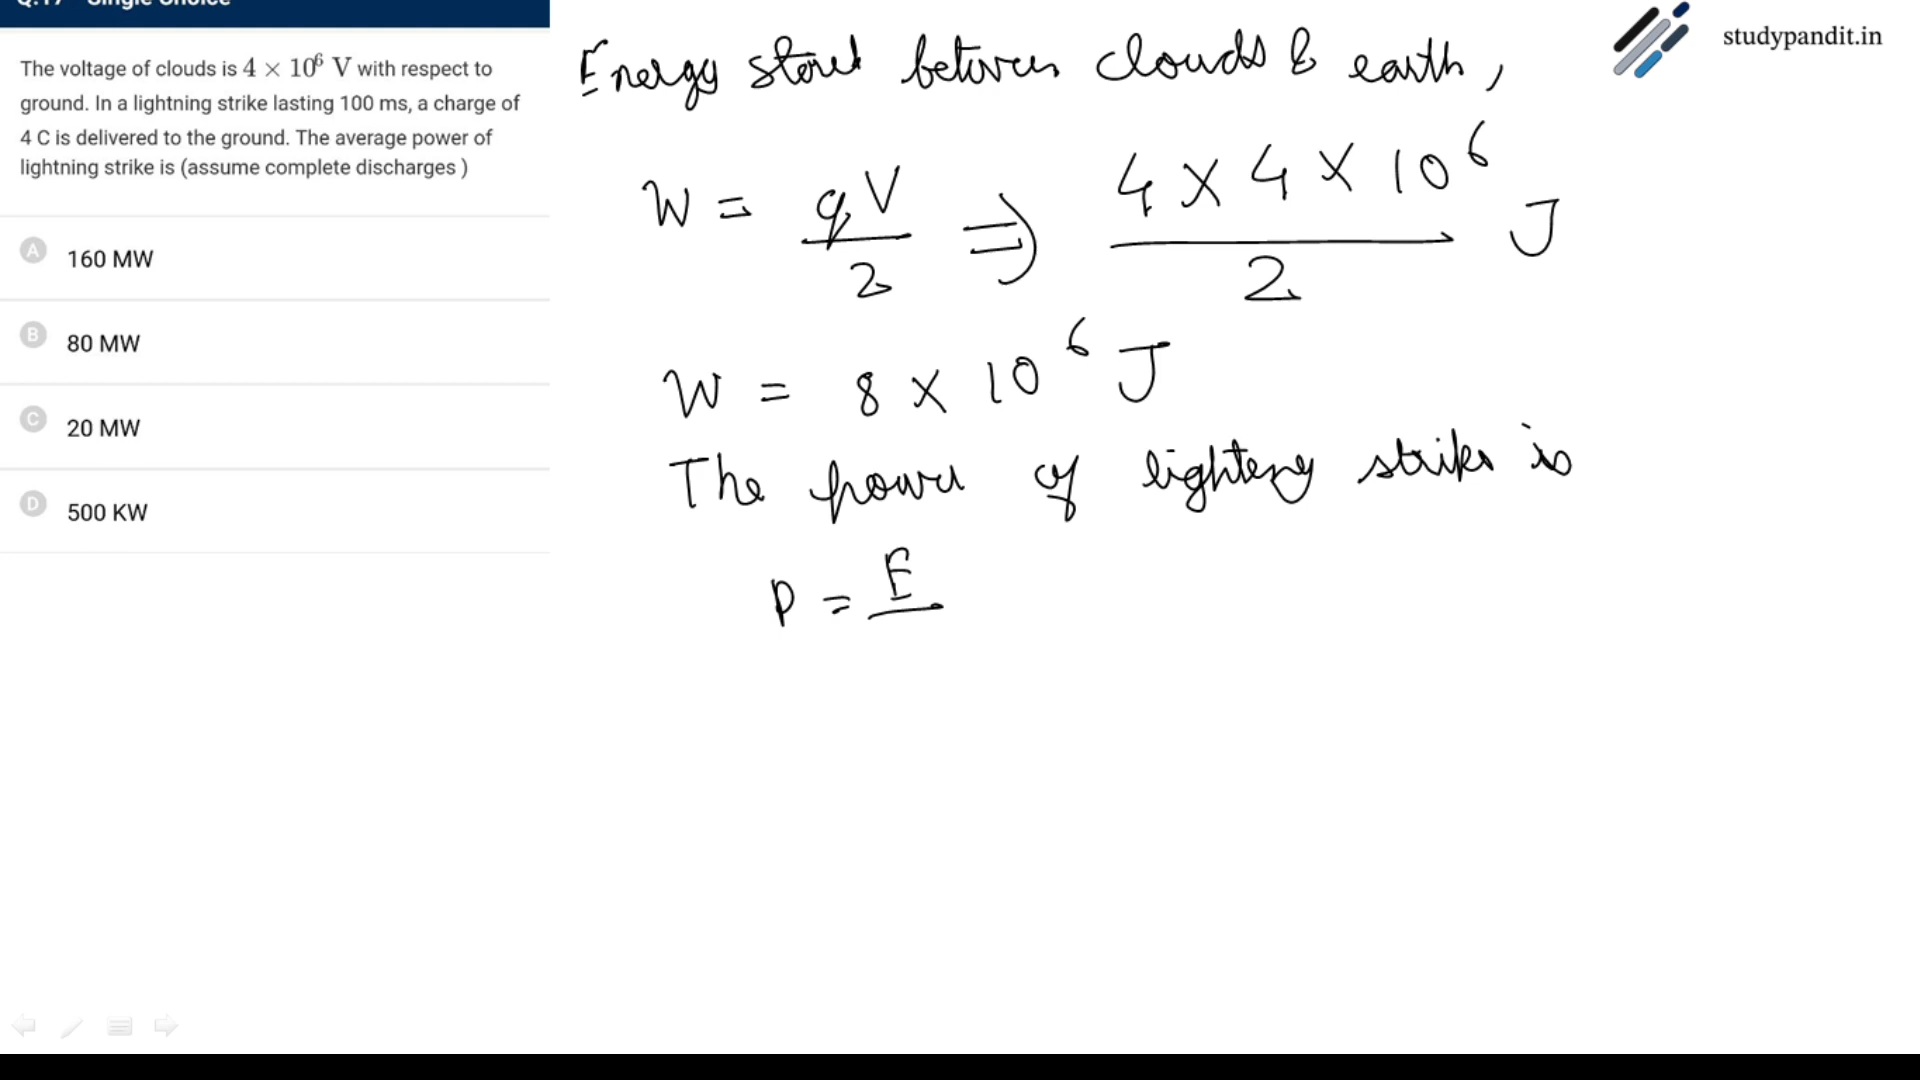 The voltage of clouds is 4 × 10⁶ V with respect to
ground. In a lightning strike lasting 100 ms, a charge of
4 C is delivered to the ground. The average power of
lightning strike is (assume complete discharges )
A 160 MW
B 80 MW
C 20 MW
D 500 KW
studypandit.in
Energy stored between clouds & earth,
W = qV/2 ⇒ 4 × 4 × 10⁶/2 J
W = 8 × 10⁶ J
The power of strike is
P = E